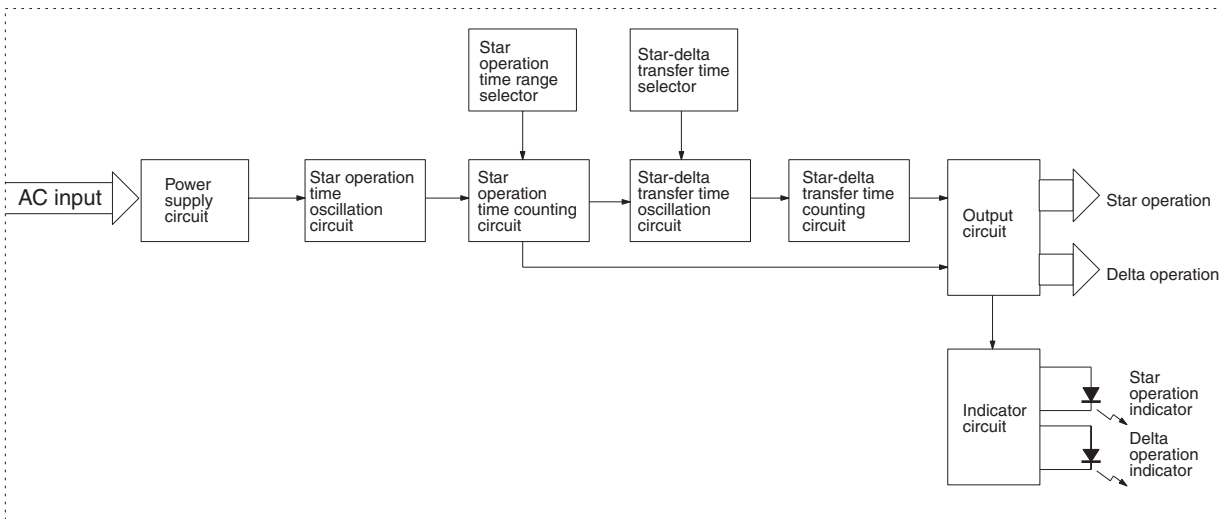 Star
operation
time range
selector
Star-delta
transfer time
selector
AC input
Power
supply
circuit
Star operation
time
oscillation
circuit
Star
operation
time counting
circuit
Star-delta
transfer time
oscillation
circuit
Star-delta
transfer time
counting
circuit
Output
circuit
Star operation
Delta operation
Indicator
circuit
Star
operation
indicator
Delta
operation
indicator